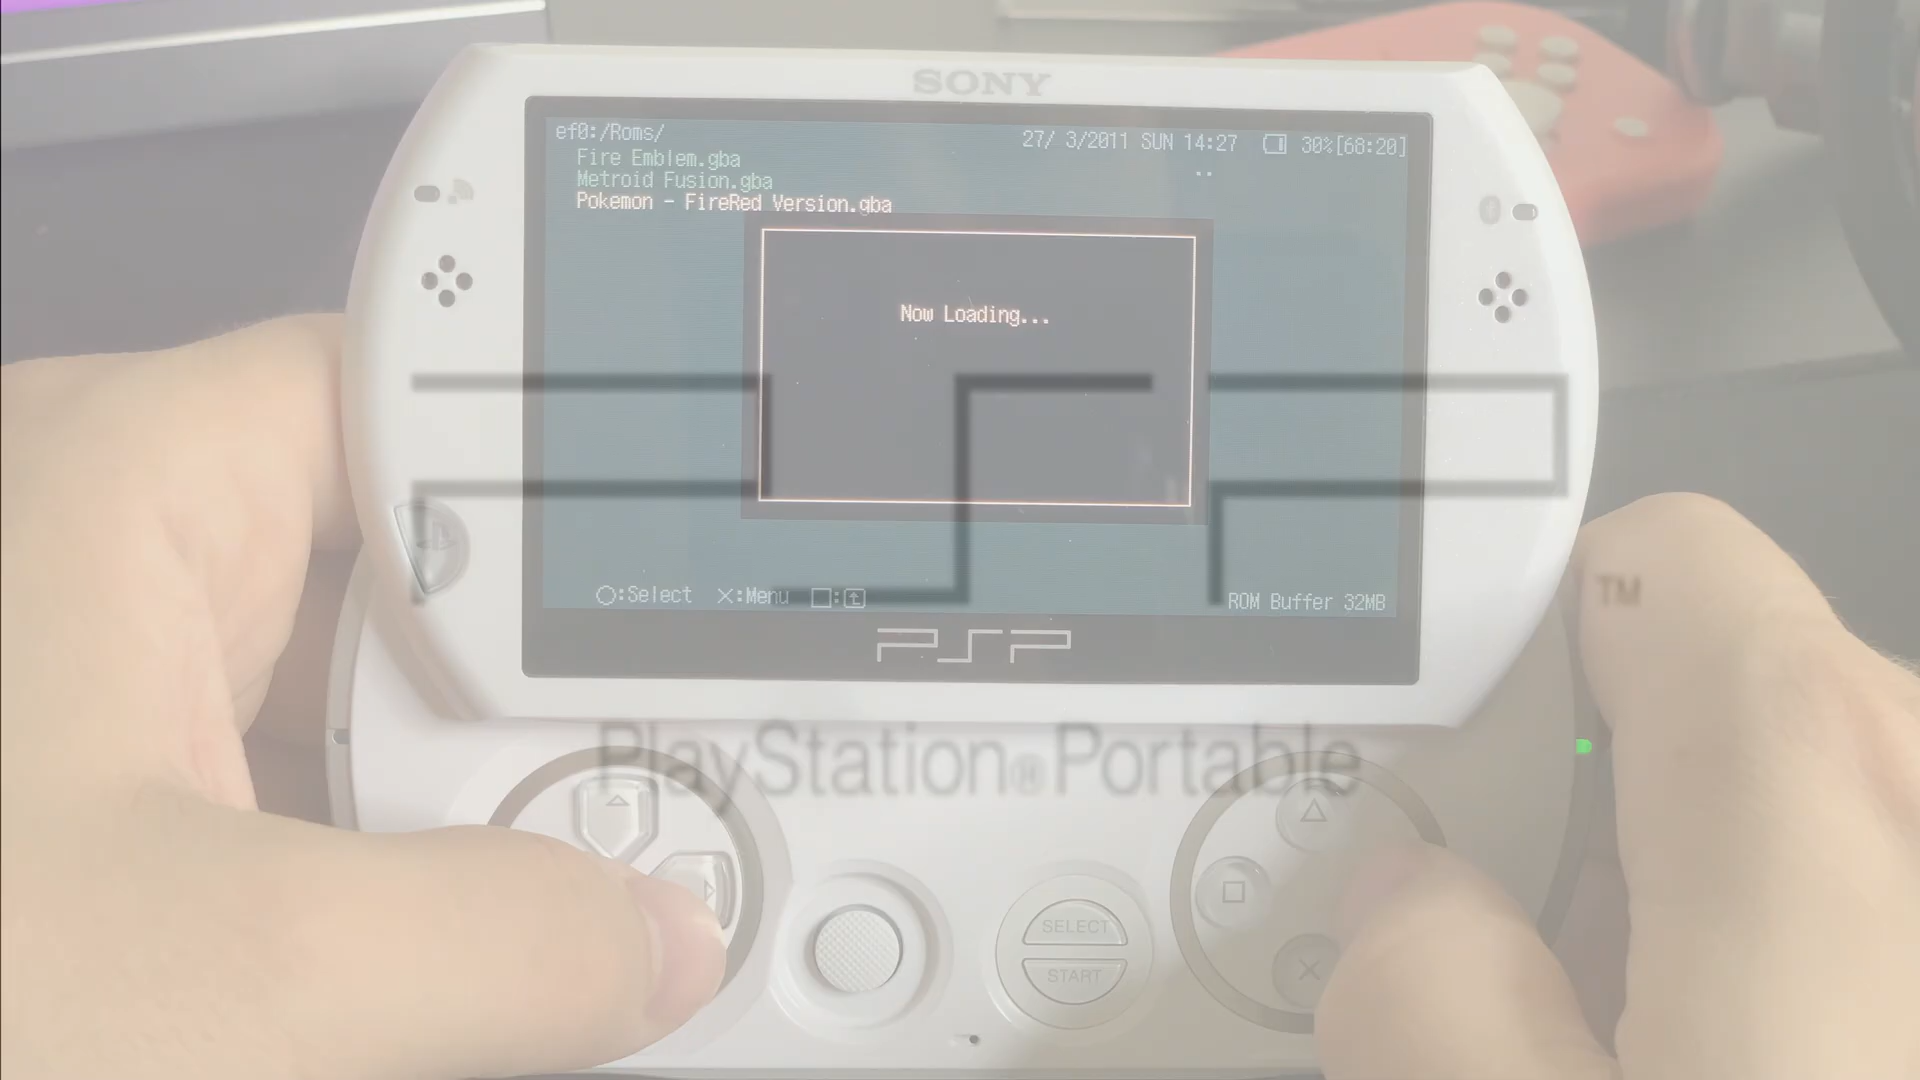 SONY
ef0:/Roms/
27/ 3/2011 SUN 14:27 30%[68:20]
Fire Emblem.gba
..
Metroid Fusion.gba
Pokemon - FireRed Version.gba
Now Loading...
○:Select ×:Menu □:
ROM Buffer 32MB
PSP
PSP
TM
PlayStation®Portable
SELECT
START